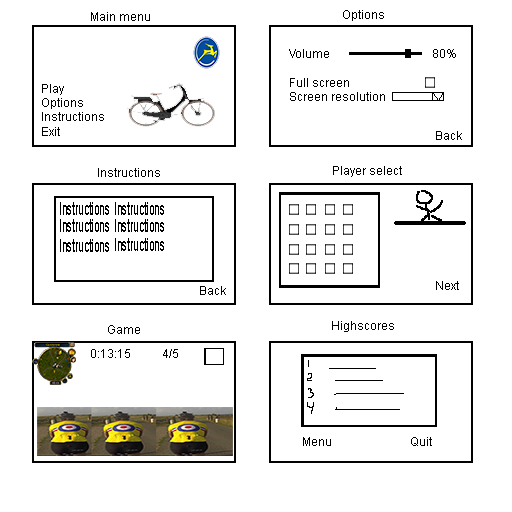 Main menu
Play
Options
Instructions
Exit
Options
Volume 80%
Full screen
Screen resolution
Back
Instructions
Instructions Instructions
Instructions Instructions
Instructions Instructions
Back
Player select
Next
Game
0:13:15 4/5
Highscores
1
2
3
4
Menu Quit